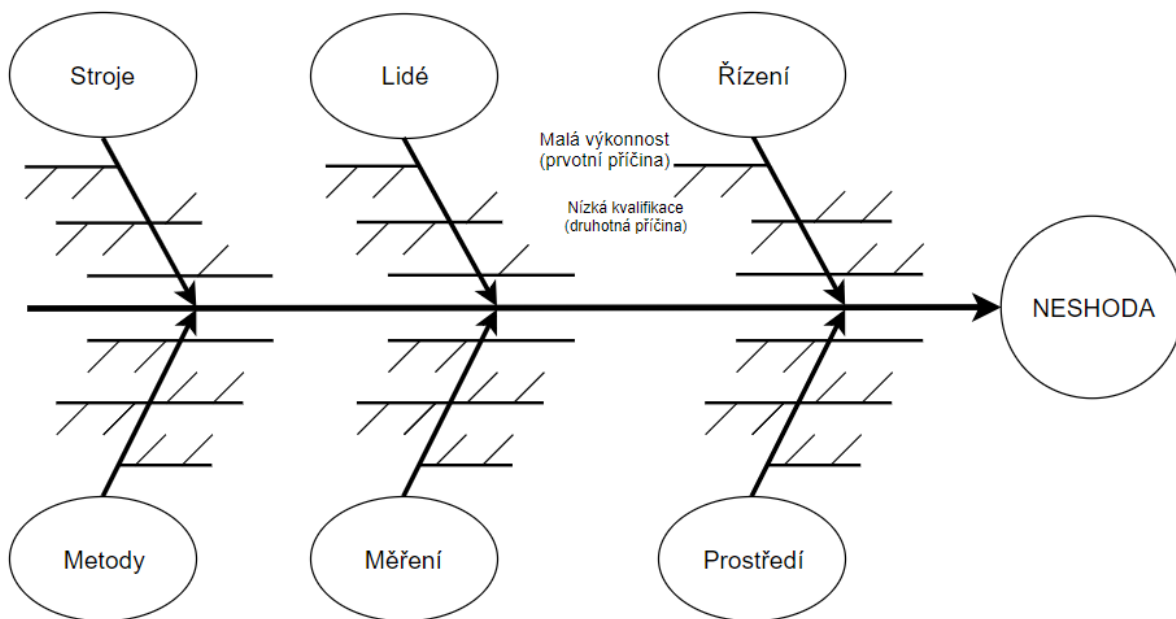 Stroje
Lidé
Řízení
Malá výkonnost
(prvotní příčina)
Nízká kvalifikace
(druhotná příčina)
NESHODA
Metody
Měření
Prostředí